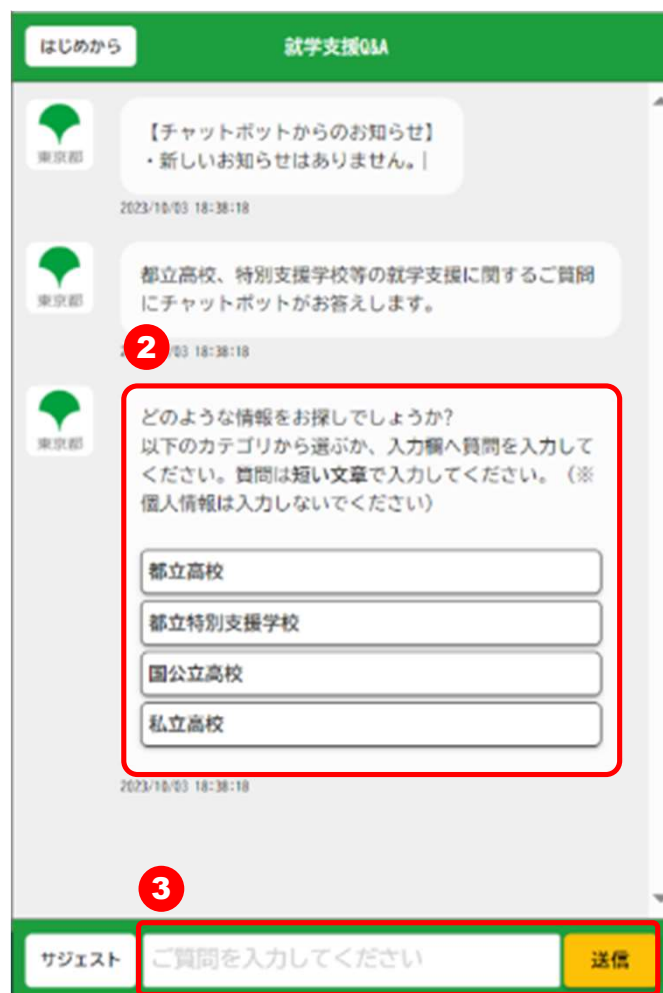 はじめから
就学支援Q&A
【チャットボットからのお知らせ】
・新しいお知らせはありません。|
東京都
2023/10/03 18:38:18
都立高校、特別支援学校等の就学支援に関するご質問
にチャットボットがお答えします。
東京都
2
/03 18:38:18
どのような情報をお探しでしょうか?
以下のカテゴリから選ぶか、入力欄へ質問を入力して
ください。質問は短い文章で入力してください。（※
個人情報は入力しないでください）
東京都
都立高校
都立特別支援学校
国公立高校
私立高校
2023/10/03 18:38:18
3
サジェスト
ご質問を入力してください
送信